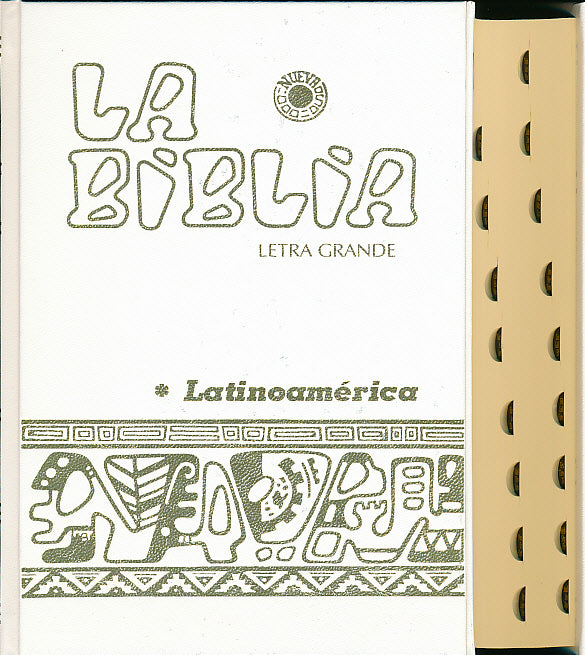 LA
NUEVA
BIBLIA
LETRA GRANDE
* Latinoamérica